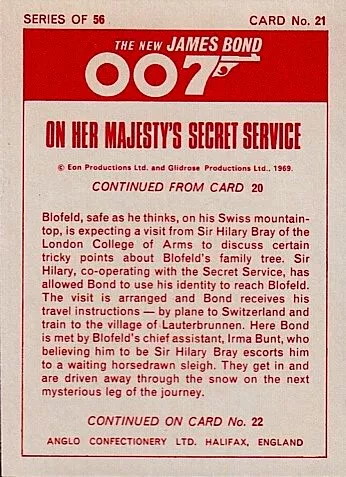 SERIES OF 56 CARD No. 21
THE NEW JAMES BOND
007
ON HER MAJESTY'S SECRET SERVICE
© Eon Productions Ltd. and Glidrose Productions Ltd., 1969.
CONTINUED FROM CARD 20
Blofeld, safe as he thinks, on his Swiss mountain-
top, is expecting a visit from Sir Hilary Bray of the
London College of Arms to discuss certain
tricky points about Blofeld's family tree. Sir
Hilary, co-operating with the Secret Service, has
allowed Bond to use his identity to reach Blofeld.
The visit is arranged and Bond receives his
travel instructions — by plane to Switzerland and
train to the village of Lauterbrunnen. Here Bond
is met by Blofeld's chief assistant, Irma Bunt, who
believing him to be Sir Hilary Bray escorts him
to a waiting horsedrawn sleigh. They get in and
are driven away through the snow on the next
mysterious leg of the journey.
CONTINUED ON CARD No. 22
ANGLO CONFECTIONERY LTD. HALIFAX, ENGLAND